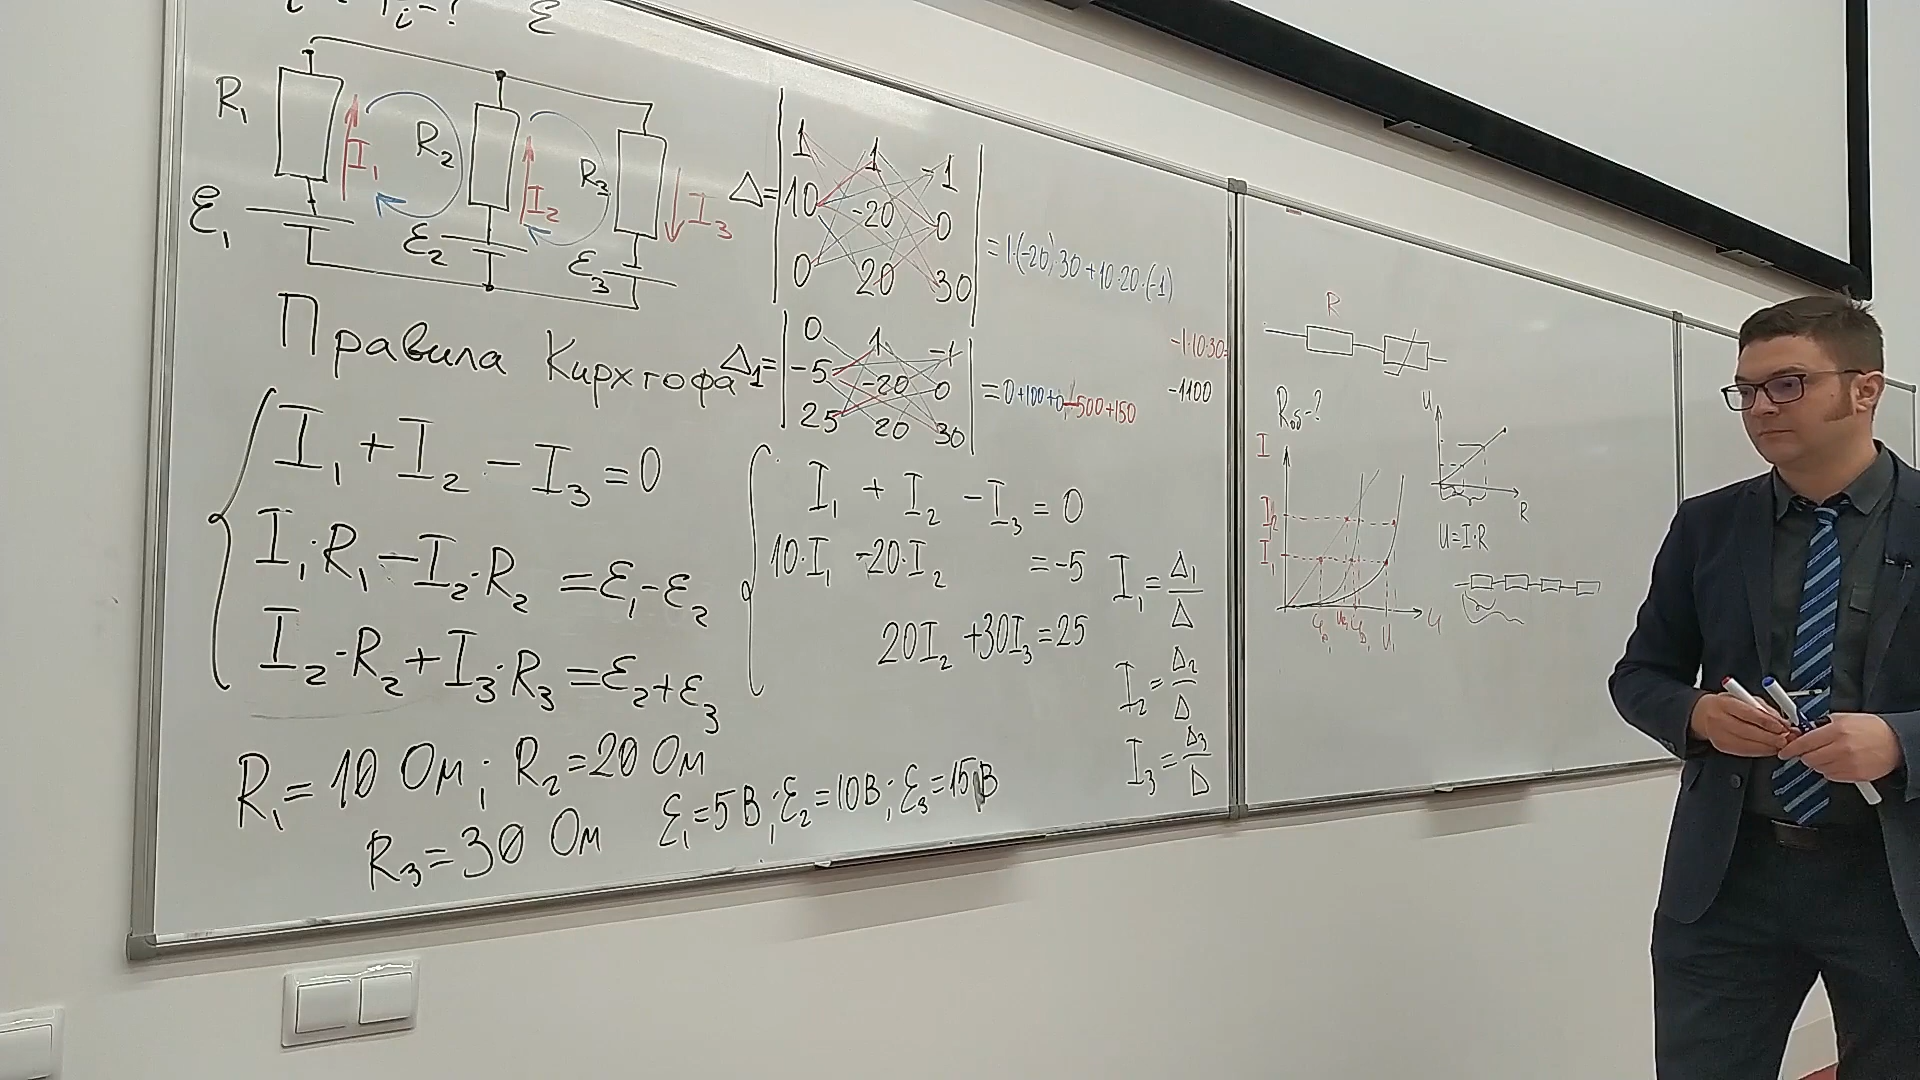 i-? ε
R₁ I₁ R₂ I₂ R₃ I₃
ε₁ ε₂ ε₃
Правила Кирхгофа
I₁ + I₂ - I₃ = 0
I₁·R₁ - I₂·R₂ = ε₁ - ε₂
I₂·R₂ + I₃·R₃ = ε₂ + ε₃
R₁ = 10 Ом; R₂ = 20 Ом
R₃ = 30 Ом
ε₁ = 5 В; ε₂ = 10 В; ε₃ = 15 В
1 1 -1
Δ = 10 -20 0
0 20 30
= 1·(-20)·30 + 10·20·(-1)
-1·10·30 =
-1100
0 1 -1
Δ₁ = -5 -20 0
25 20 30
= 0 + 100 + 0 + 500 + 150
I₁ + I₂ - I₃ = 0
10·I₁ - 20·I₂ = -5
20I₂ + 30I₃ = 25
I₁ = Δ₁/Δ
I₂ = Δ₂/Δ
I₃ = Δ₃/Δ
R
Rоб-?
I
I₂
I₁
U₁
U
U
R
U = I·R